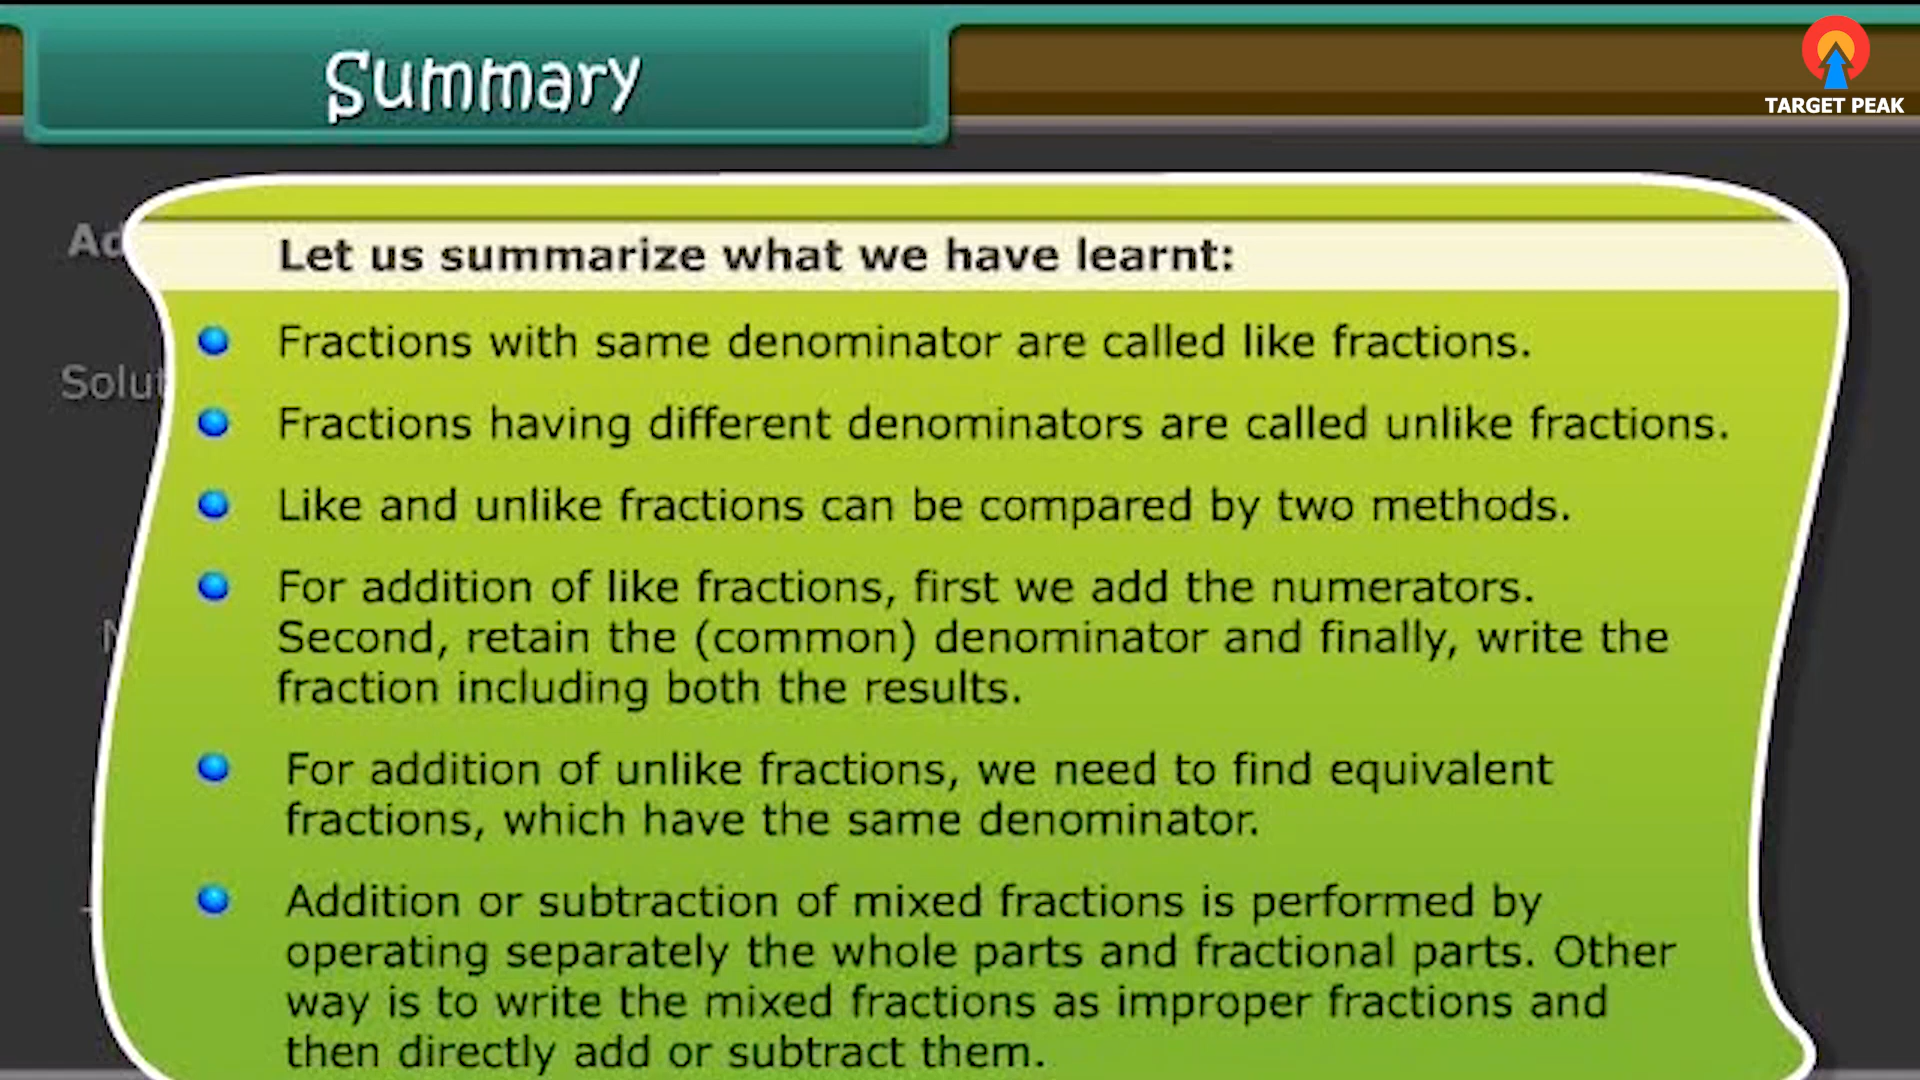 Summary
TARGET PEAK
Let us summarize what we have learnt:
Fractions with same denominator are called like fractions.
Fractions having different denominators are called unlike fractions.
Like and unlike fractions can be compared by two methods.
For addition of like fractions, first we add the numerators.
Second, retain the (common) denominator and finally, write the
fraction including both the results.
For addition of unlike fractions, we need to find equivalent
fractions, which have the same denominator.
Addition or subtraction of mixed fractions is performed by
operating separately the whole parts and fractional parts. Other
way is to write the mixed fractions as improper fractions and
then directly add or subtract them.